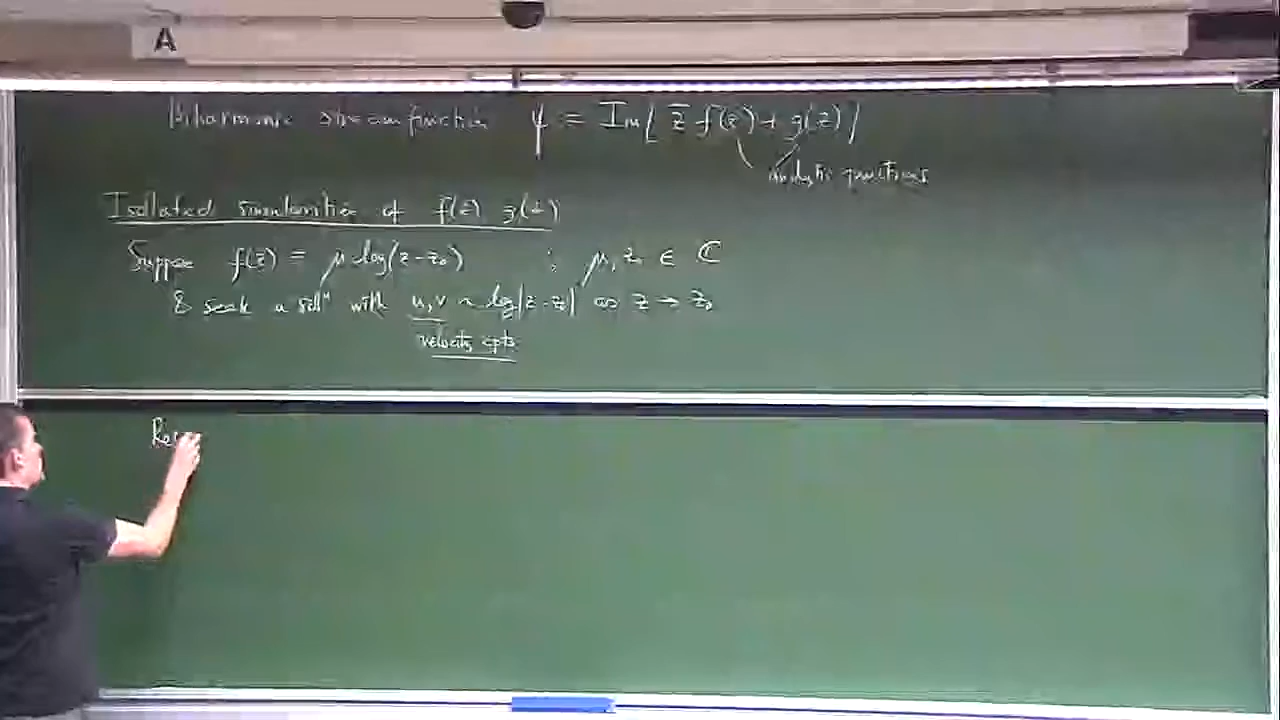 A
Biharmonic streamfunction ψ = Im[ z̄ f(z) + g(z) ]
analytic functions
Isolated singularities of f(z) g(z)
Suppose f(z) = μ log(z-z₀) ; μ, z₀ ∈ ℂ
& seek a solⁿ with u,v ~ log|z-z₀| as z → z₀
velocity cpts
Rec